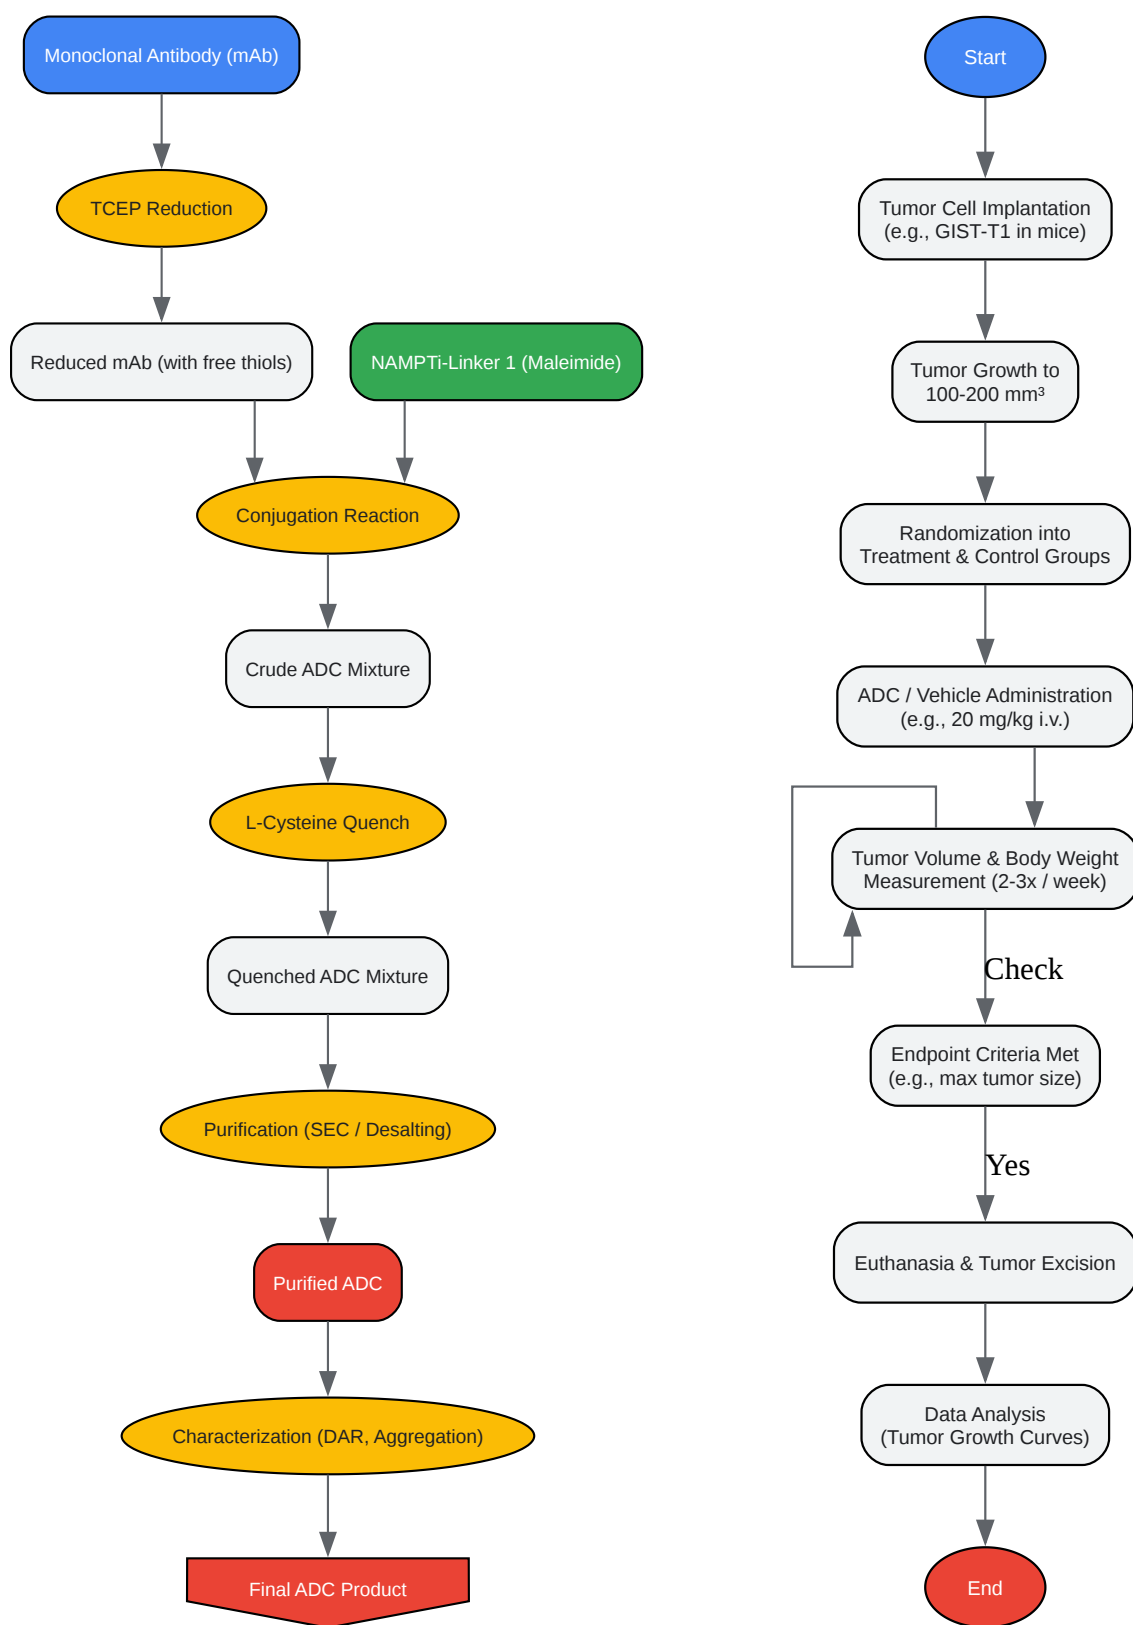 Monoclonal Antibody (mAb)
TCEP Reduction
Reduced mAb (with free thiols)
NAMPTi-Linker 1 (Maleimide)
Conjugation Reaction
Crude ADC Mixture
L-Cysteine Quench
Quenched ADC Mixture
Purification (SEC / Desalting)
Purified ADC
Characterization (DAR, Aggregation)
Final ADC Product
Start
Tumor Cell Implantation
(e.g., GIST-T1 in mice)
Tumor Growth to
100-200 mm³
Randomization into
Treatment & Control Groups
ADC / Vehicle Administration
(e.g., 20 mg/kg i.v.)
Tumor Volume & Body Weight
Measurement (2-3x / week)
Check
Endpoint Criteria Met
(e.g., max tumor size)
Yes
Euthanasia & Tumor Excision
Data Analysis
(Tumor Growth Curves)
End